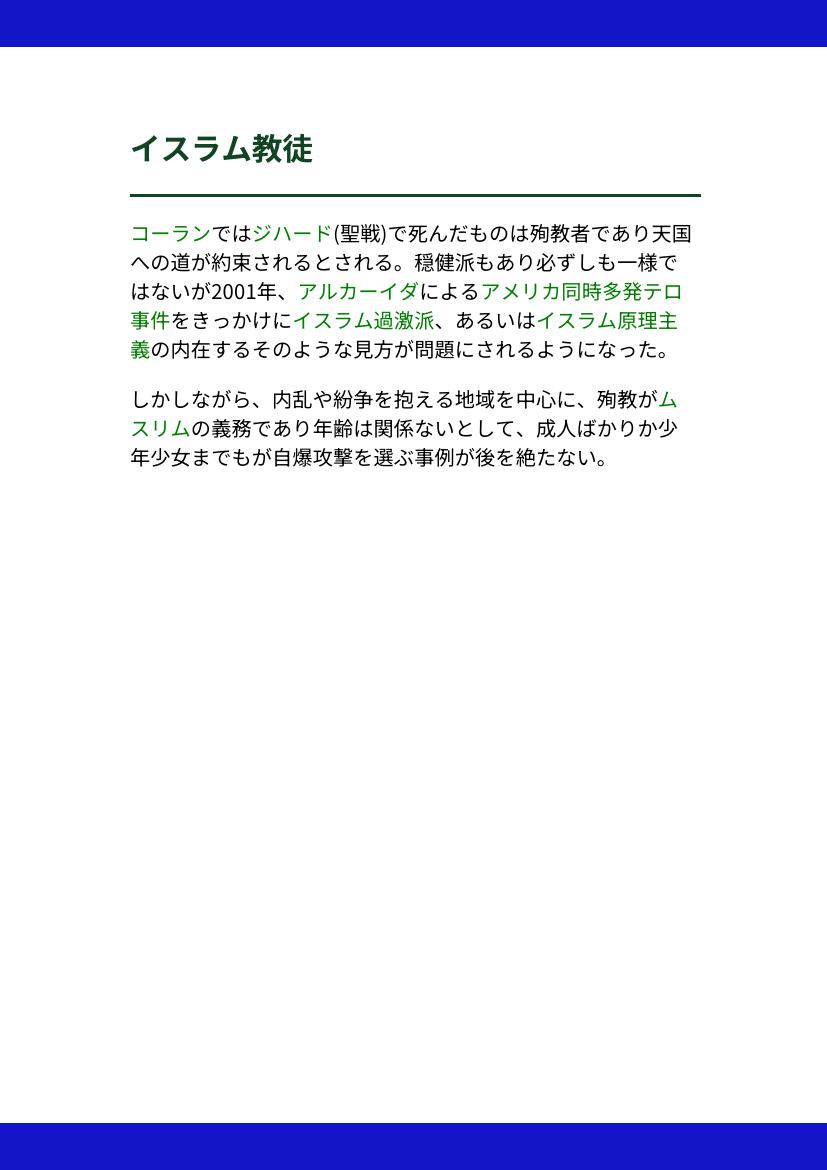 イスラム教徒
コーランではジハード(聖戦)で死んだものは殉教者であり天国
への道が約束されるとされる。穏健派もあり必ずしも一様で
はないが2001年、アルカーイダによるアメリカ同時多発テロ
事件をきっかけにイスラム過激派、あるいはイスラム原理主
義の内在するそのような見方が問題にされるようになった。
しかしながら、内乱や紛争を抱える地域を中心に、殉教がム
スリムの義務であり年齢は関係ないとして、成人ばかりか少
年少女までもが自爆攻撃を選ぶ事例が後を絶たない。